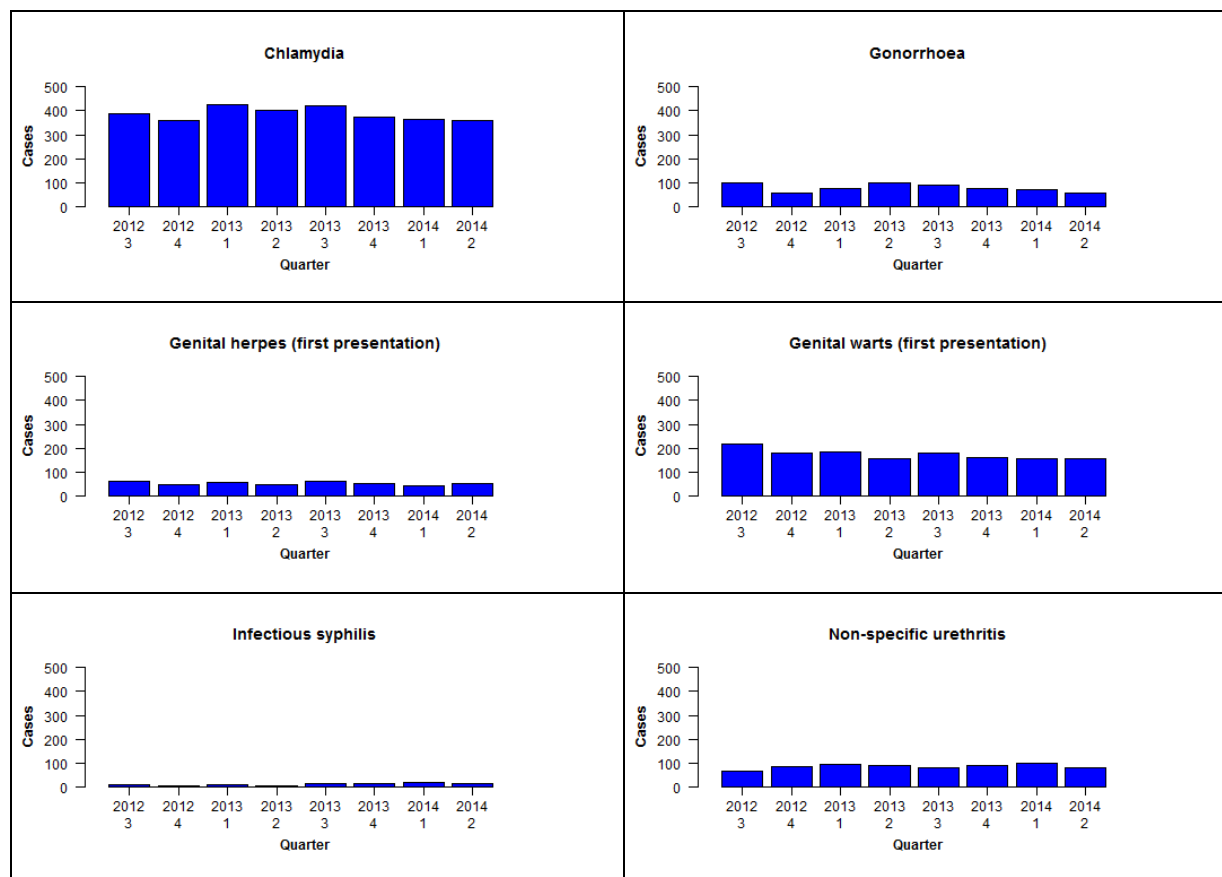 Chlamydia
500
400
300
200
100
0
Cases
2012 2012 2013 2013 2013 2013 2014 2014
3 4 1 2 3 4 1 2
Quarter
Gonorrhoea
500
400
300
200
100
0
Cases
2012 2012 2013 2013 2013 2013 2014 2014
3 4 1 2 3 4 1 2
Quarter
Genital herpes (first presentation)
500
400
300
200
100
0
Cases
2012 2012 2013 2013 2013 2013 2014 2014
3 4 1 2 3 4 1 2
Quarter
Genital warts (first presentation)
500
400
300
200
100
0
Cases
2012 2012 2013 2013 2013 2013 2014 2014
3 4 1 2 3 4 1 2
Quarter
Infectious syphilis
500
400
300
200
100
0
Cases
2012 2012 2013 2013 2013 2013 2014 2014
3 4 1 2 3 4 1 2
Quarter
Non-specific urethritis
500
400
300
200
100
0
Cases
2012 2012 2013 2013 2013 2013 2014 2014
3 4 1 2 3 4 1 2
Quarter